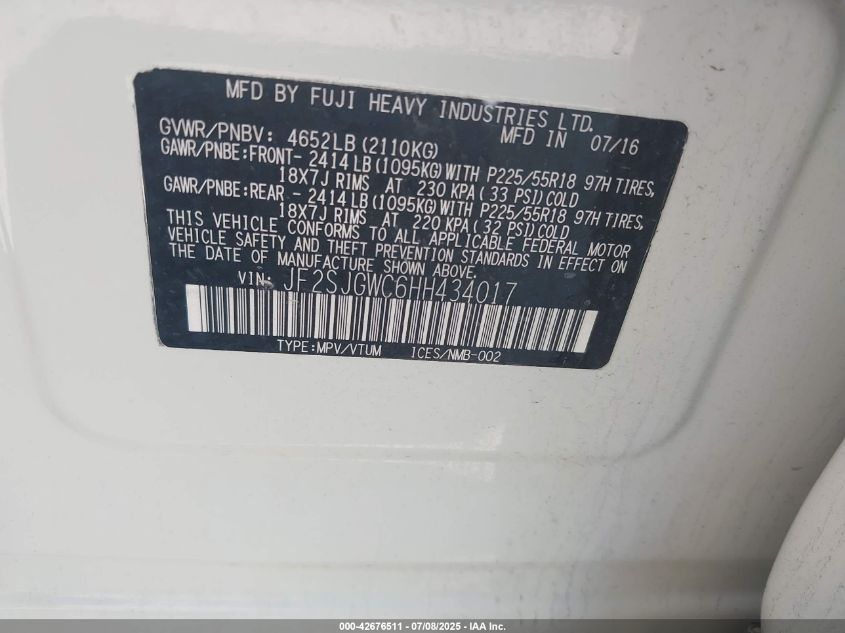 MFD BY FUJI HEAVY INDUSTRIES LTD.
GVWR/PNBV: 4652LB (2110KG) MFD IN 07/16
GAWR/PNBE:FRONT- 2414LB (1095KG) WITH P225/55R18 97H TIRES,
18X7J RIMS AT 230 KPA (33 PSI) COLD
GAWR/PNBE:REAR - 2414LB (1095KG) WITH P225/55R18 97H TIRES,
18X7J RIMS AT 220 KPA (32 PSI) COLD
THIS VEHICLE CONFORMS TO ALL APPLICABLE FEDERAL MOTOR
VEHICLE SAFETY AND THEFT PREVENTION STANDARDS IN EFFECT ON
THE DATE OF MANUFACTURE SHOWN ABOVE.
VIN: JF2SJGWC6HH434017
TYPE:MPV/VTUM ICES/NMB-002
000-42676511 - 07/08/2025 - IAA Inc.